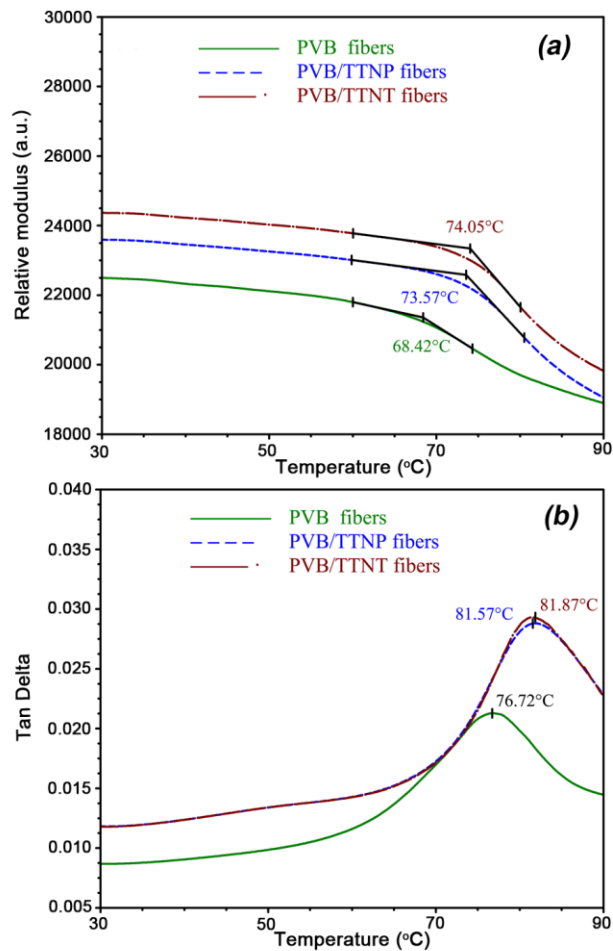 (a)
PVB fibers
PVB/TTNP fibers
PVB/TTNT fibers
Relative modulus (a.u.)
30000
28000
26000
24000
22000
20000
18000
74.05°C
73.57°C
68.42°C
30 50 70 90
Temperature (°C)
(b)
PVB fibers
PVB/TTNP fibers
PVB/TTNT fibers
Tan Delta
0.040
0.035
0.030
0.025
0.020
0.015
0.010
0.005
81.57°C 81.87°C
76.72°C
30 50 70 90
Temperature (°C)